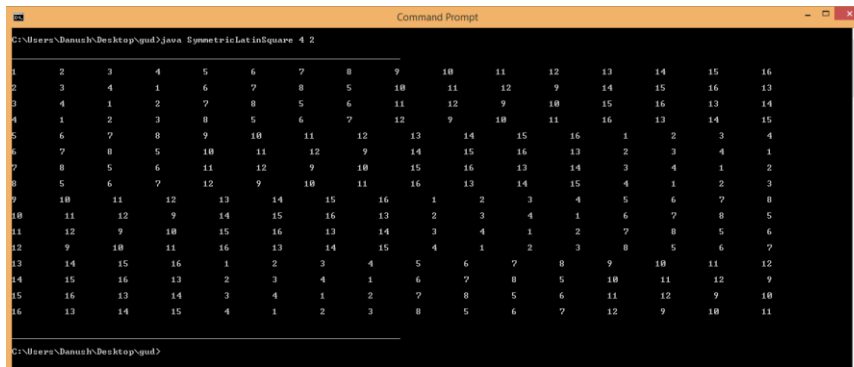 Command Prompt
C:\Users\Danush\Desktop\gud>java SymmetricLatinSquare 4 2
1 2 3 4 5 6 7 8 9 10 11 12 13 14 15 16
2 3 4 1 6 7 8 5 10 11 12 9 14 15 16 13
3 4 1 2 7 8 5 6 11 12 9 10 15 16 13 14
4 1 2 3 8 5 6 7 12 9 10 11 16 13 14 15
5 6 7 8 9 10 11 12 13 14 15 16 1 2 3 4
6 7 8 5 10 11 12 9 14 15 16 13 2 3 4 1
7 8 5 6 11 12 9 10 15 16 13 14 3 4 1 2
8 5 6 7 12 9 10 11 16 13 14 15 4 1 2 3
9 10 11 12 13 14 15 16 1 2 3 4 5 6 7 8
10 11 12 9 14 15 16 13 2 3 4 1 6 7 8 5
11 12 9 10 15 16 13 14 3 4 1 2 7 8 5 6
12 9 10 11 16 13 14 15 4 1 2 3 8 5 6 7
13 14 15 16 1 2 3 4 5 6 7 8 9 10 11 12
14 15 16 13 2 3 4 1 6 7 8 5 10 11 12 9
15 16 13 14 3 4 1 2 7 8 5 6 11 12 9 10
16 13 14 15 4 1 2 3 8 5 6 7 12 9 10 11
C:\Users\Danush\Desktop\gud>